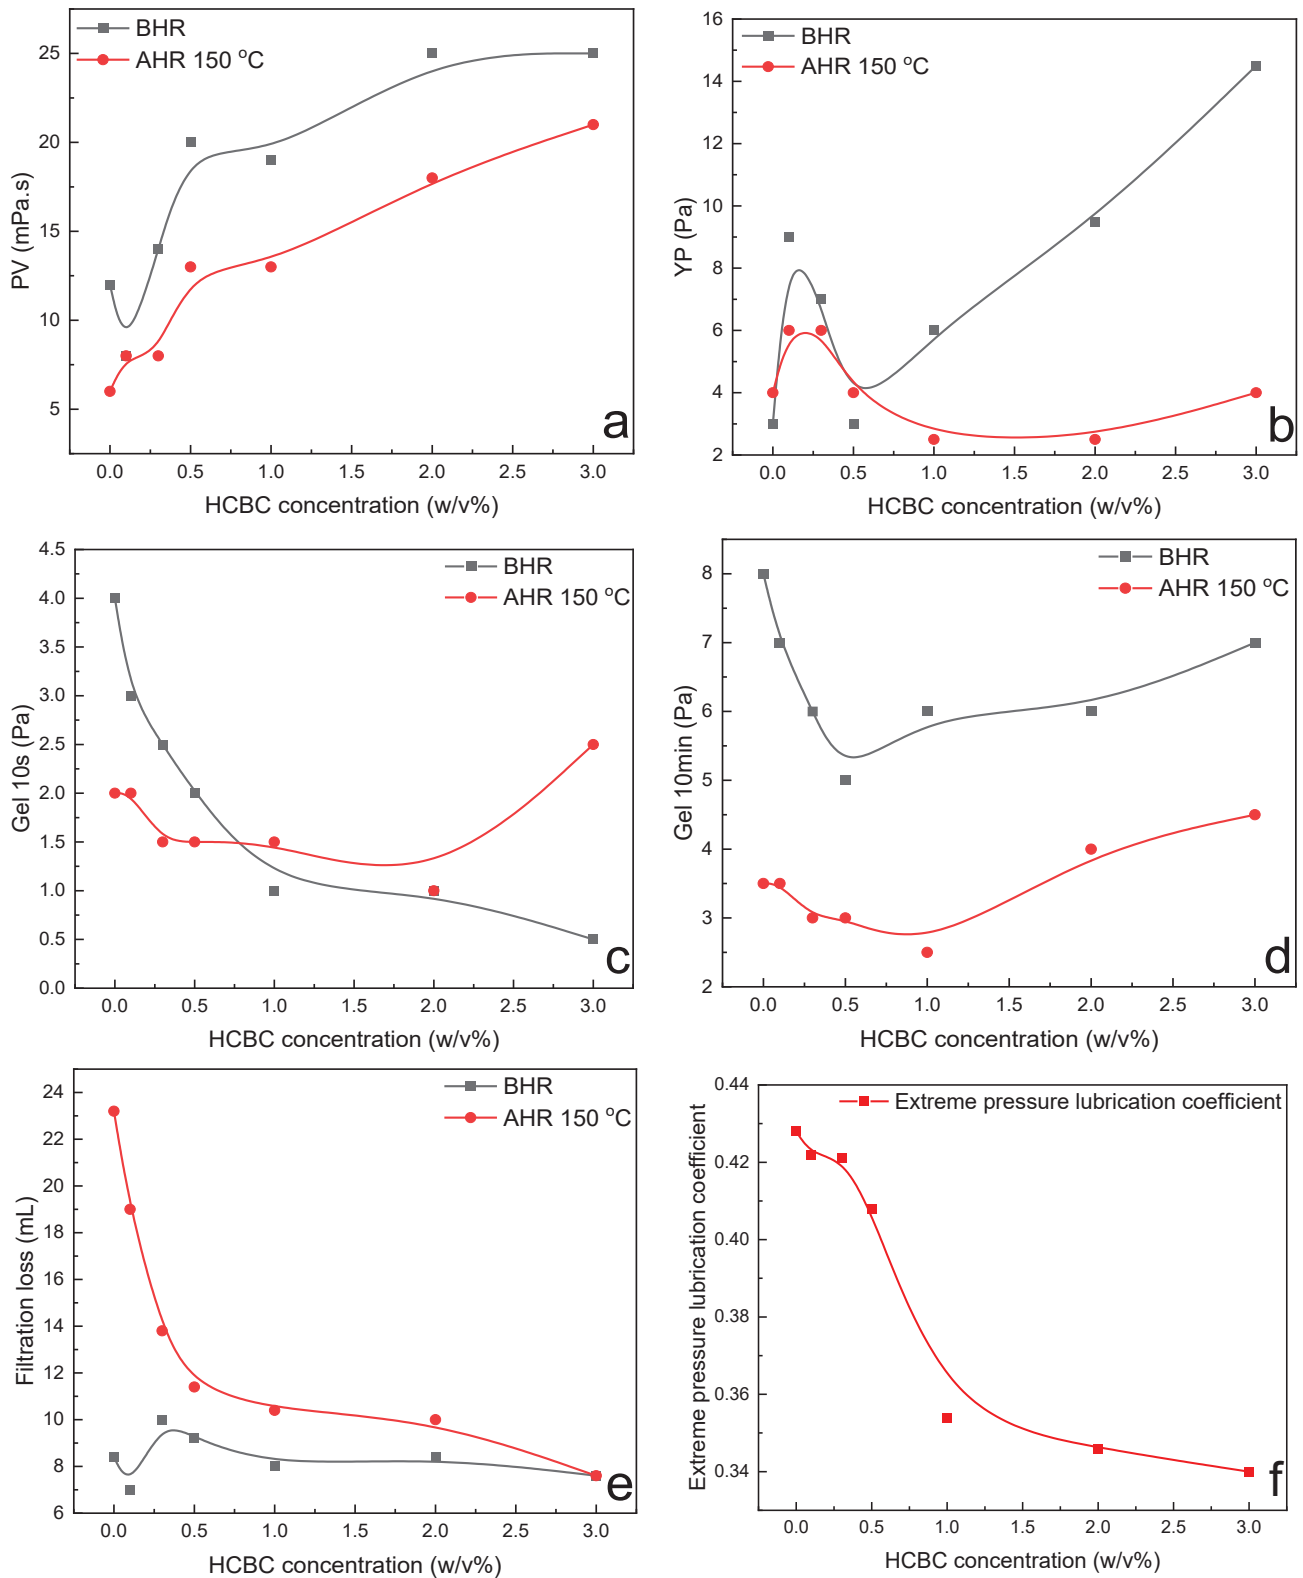 BHR
AHR 150 °C
PV (mPa.s)
25
20
15
10
5
0.0 0.5 1.0 1.5 2.0 2.5 3.0
HCBC concentration (w/v%)
a
BHR
AHR 150 °C
YP (Pa)
16
14
12
10
8
6
4
2
0.0 0.5 1.0 1.5 2.0 2.5 3.0
HCBC concentration (w/v%)
b
BHR
AHR 150 °C
Gel 10s (Pa)
4.5
4.0
3.5
3.0
2.5
2.0
1.5
1.0
0.5
0.0
0.0 0.5 1.0 1.5 2.0 2.5 3.0
HCBC concentration (w/v%)
c
BHR
AHR 150 °C
Gel 10min (Pa)
8
7
6
5
4
3
2
0.0 0.5 1.0 1.5 2.0 2.5 3.0
HCBC concentration (w/v%)
d
BHR
AHR 150 °C
Filtration loss (mL)
24
22
20
18
16
14
12
10
8
6
0.0 0.5 1.0 1.5 2.0 2.5 3.0
HCBC concentration (w/v%)
e
Extreme pressure lubrication coefficient
Extreme pressure lubrication coefficient
0.44
0.42
0.40
0.38
0.36
0.34
0.0 0.5 1.0 1.5 2.0 2.5 3.0
HCBC concentration (w/v%)
f